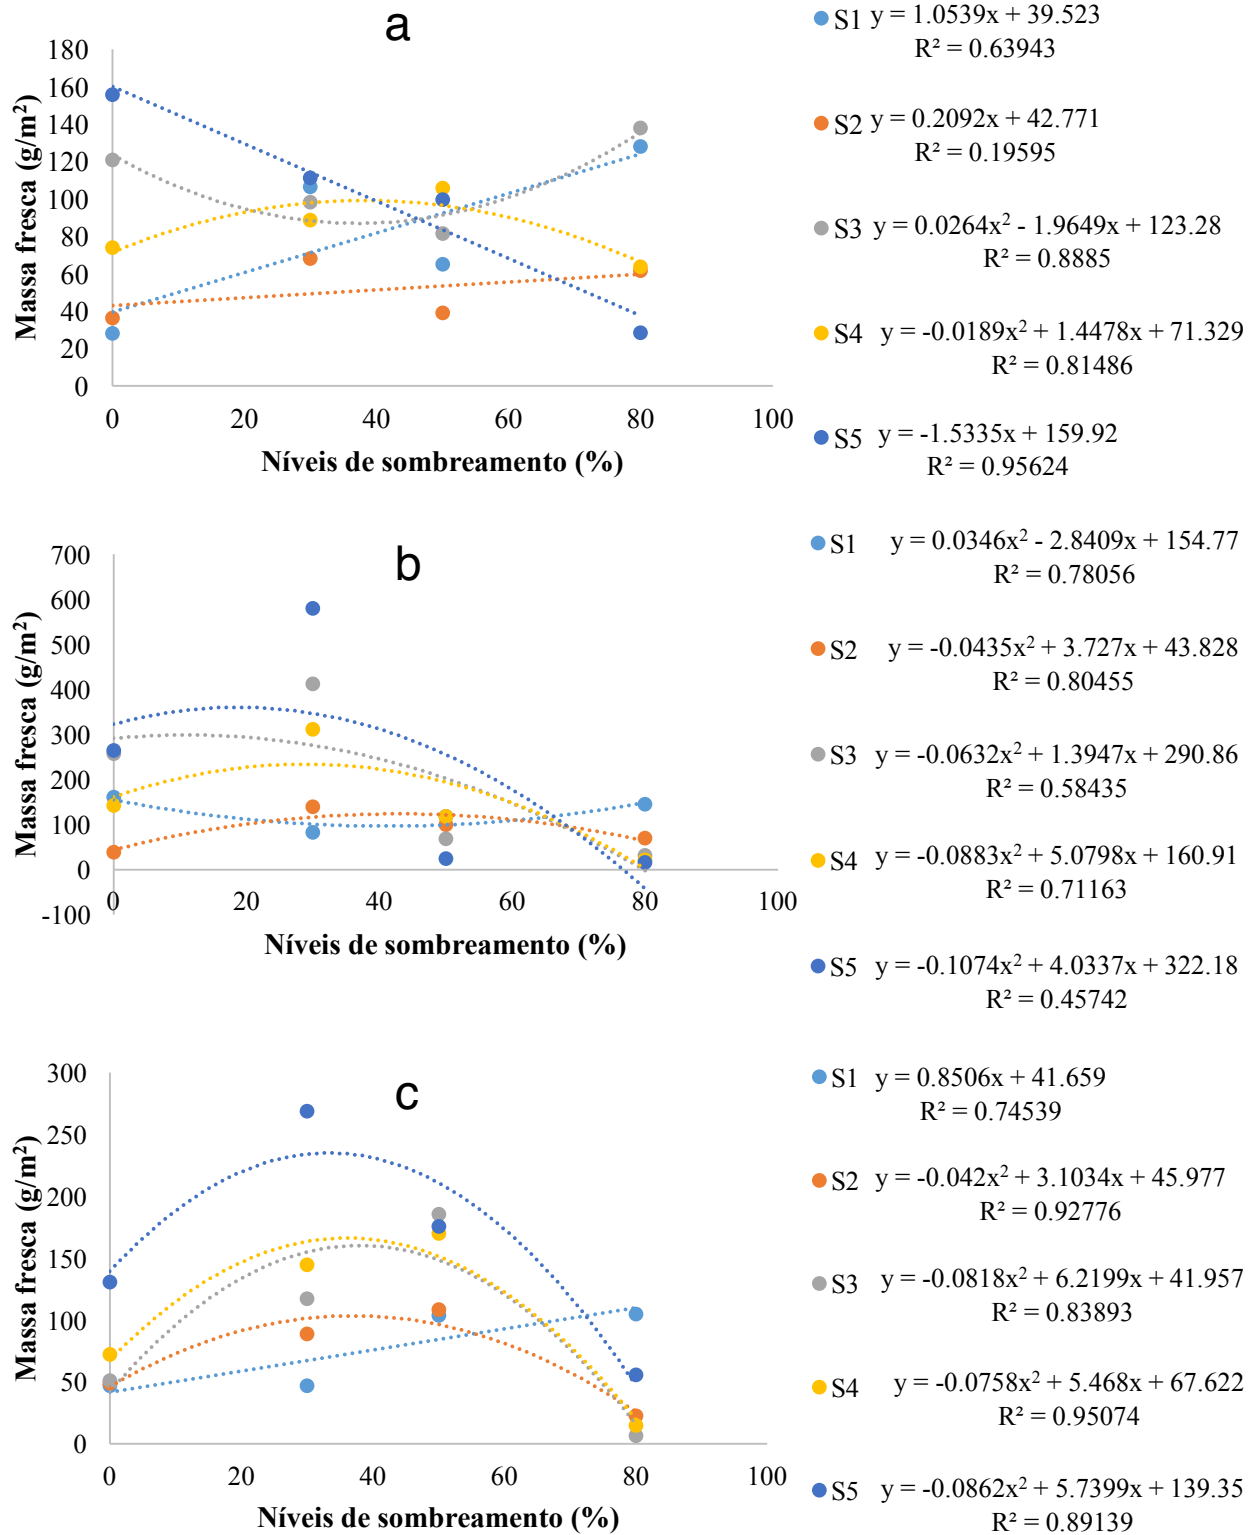 a
180
160
140
120
100
80
60
40
20
0
0 20 40 60 80 100
Massa fresca (g/m²)
Níveis de sombreamento (%)
S1 y = 1.0539x + 39.523
R² = 0.63943
S2 y = 0.2092x + 42.771
R² = 0.19595
S3 y = 0.0264x² - 1.9649x + 123.28
R² = 0.8885
S4 y = -0.0189x² + 1.4478x + 71.329
R² = 0.81486
S5 y = -1.5335x + 159.92
R² = 0.95624
b
700
600
500
400
300
200
100
0
-100
0 20 40 60 80 100
Massa fresca (g/m²)
Níveis de sombreamento (%)
S1 y = 0.0346x² - 2.8409x + 154.77
R² = 0.78056
S2 y = -0.0435x² + 3.727x + 43.828
R² = 0.80455
S3 y = -0.0632x² + 1.3947x + 290.86
R² = 0.58435
S4 y = -0.0883x² + 5.0798x + 160.91
R² = 0.71163
S5 y = -0.1074x² + 4.0337x + 322.18
R² = 0.45742
c
300
250
200
150
100
50
0
0 20 40 60 80 100
Massa fresca (g/m²)
Níveis de sombreamento (%)
S1 y = 0.8506x + 41.659
R² = 0.74539
S2 y = -0.042x² + 3.1034x + 45.977
R² = 0.92776
S3 y = -0.0818x² + 6.2199x + 41.957
R² = 0.83893
S4 y = -0.0758x² + 5.468x + 67.622
R² = 0.95074
S5 y = -0.0862x² + 5.7399x + 139.35
R² = 0.89139